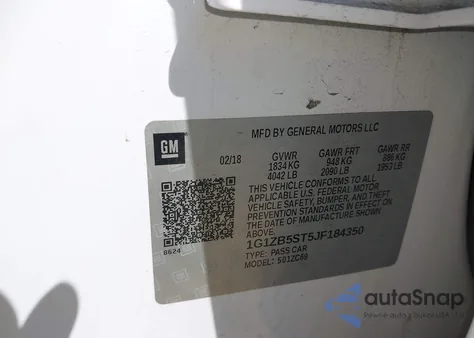 MFD BY GENERAL MOTORS LLC
GM
02/18
GVWR GAWR FRT GAWR RR
1834 KG 948 KG 886 KG
4042 LB 2090 LB 1953 LB
THIS VEHICLE CONFORMS TO ALL
APPLICABLE U.S. FEDERAL MOTOR
VEHICLE SAFETY, BUMPER, AND THEFT
PREVENTION STANDARDS IN EFFECT ON
THE DATE OF MANUFACTURE SHOWN
ABOVE.
1G1ZB5ST5JF184350
TYPE: PASS CAR
MODEL: S01ZC69
8624
autoSnap